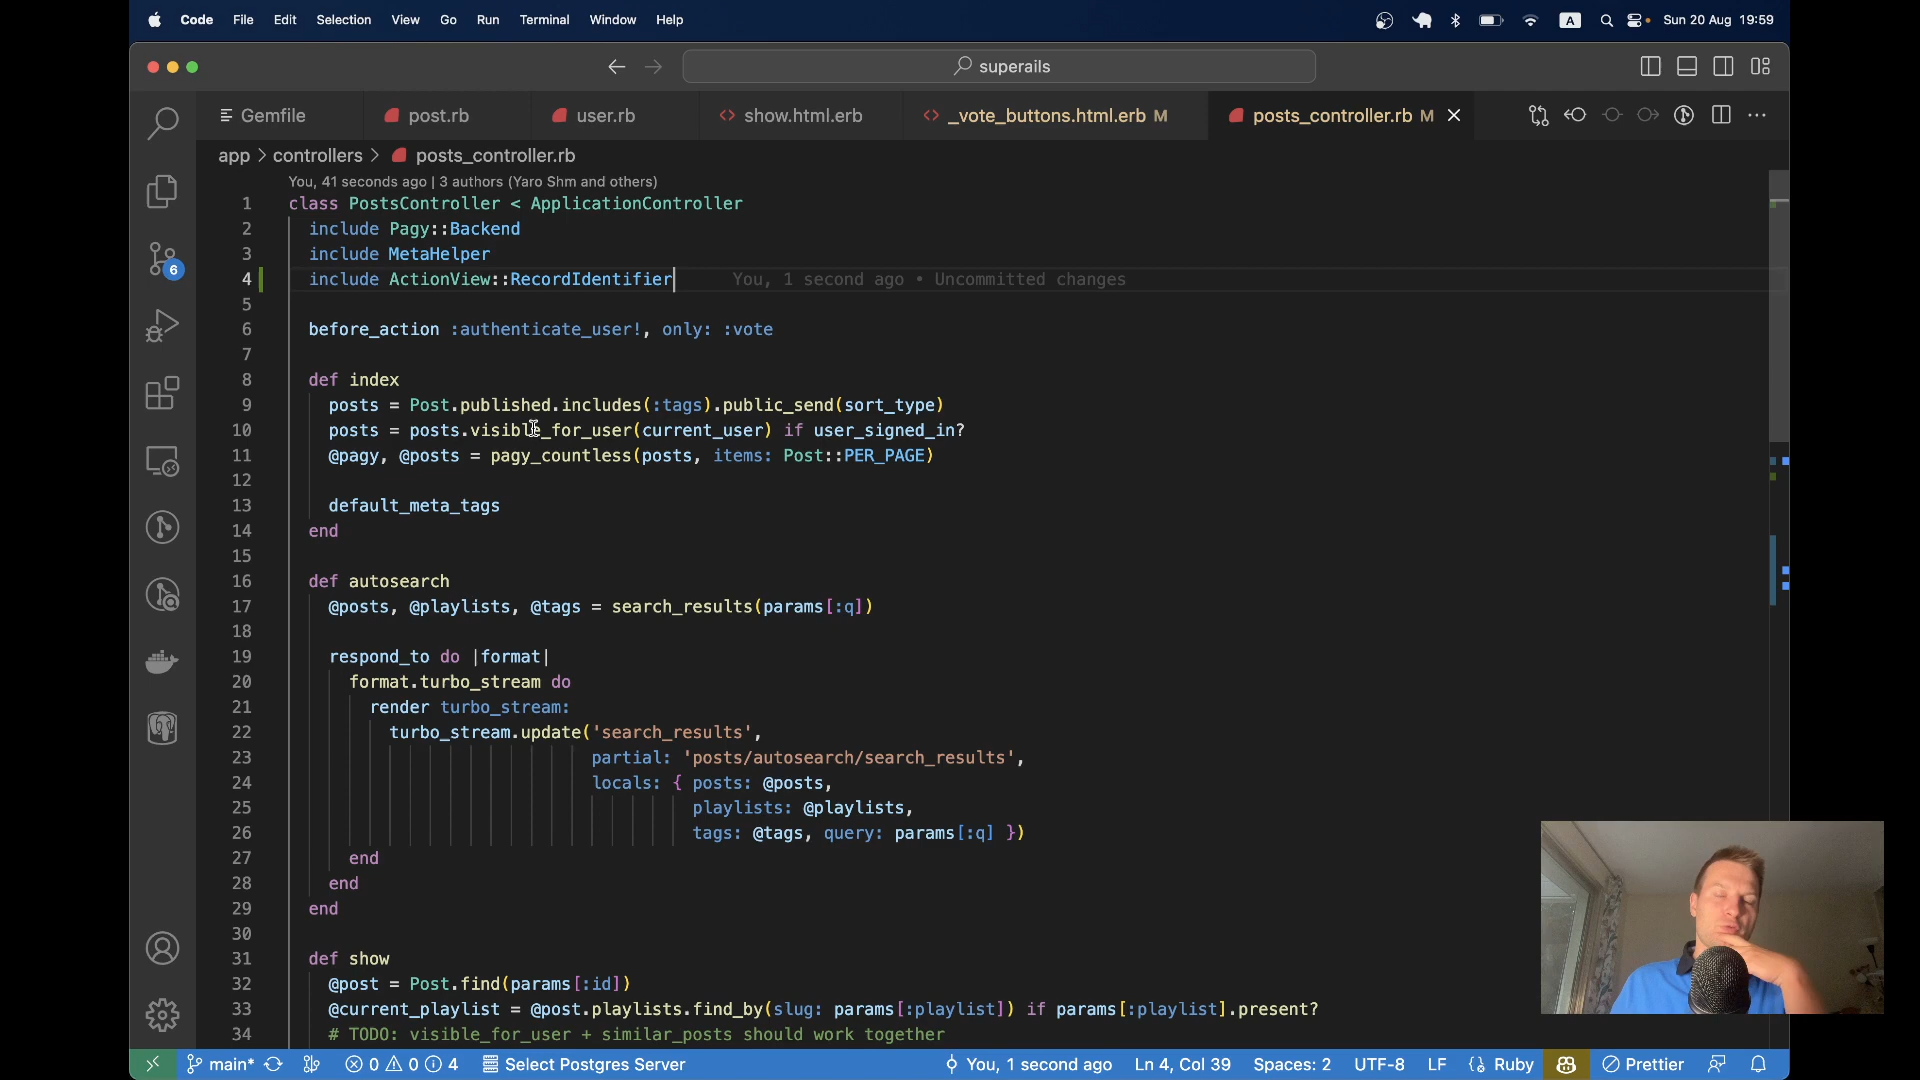 Code File Edit Selection View Go Run Terminal Window Help A Sun 20 Aug 19:59
superails
Gemfile post.rb user.rb show.html.erb _vote_buttons.html.erb M posts_controller.rb M
app > controllers > posts_controller.rb
You, 41 seconds ago | 3 authors (Yaro Shm and others)
1 class PostsController < ApplicationController
2 include Pagy::Backend
3 include MetaHelper
4 include ActionView::RecordIdentifier You, 1 second ago • Uncommitted changes
5
6 before_action :authenticate_user!, only: :vote
7
8 def index
9 posts = Post.published.includes(:tags).public_send(sort_type)
10 posts = posts.visible_for_user(current_user) if user_signed_in?
11 @pagy, @posts = pagy_countless(posts, items: Post::PER_PAGE)
12
13 default_meta_tags
14 end
15
16 def autosearch
17 @posts, @playlists, @tags = search_results(params[:q])
18
19 respond_to do |format|
20 format.turbo_stream do
21 render turbo_stream:
22 turbo_stream.update('search_results',
23 partial: 'posts/autosearch/search_results',
24 locals: { posts: @posts,
25 playlists: @playlists,
26 tags: @tags, query: params[:q] })
27 end
28 end
29 end
30
31 def show
32 @post = Post.find(params[:id])
33 @current_playlist = @post.playlists.find_by(slug: params[:playlist]) if params[:playlist].present?
34 # TODO: visible_for_user + similar_posts should work together
6
main* 0 0 4 Select Postgres Server You, 1 second ago Ln 4, Col 39 Spaces: 2 UTF-8 LF {} Ruby Prettier